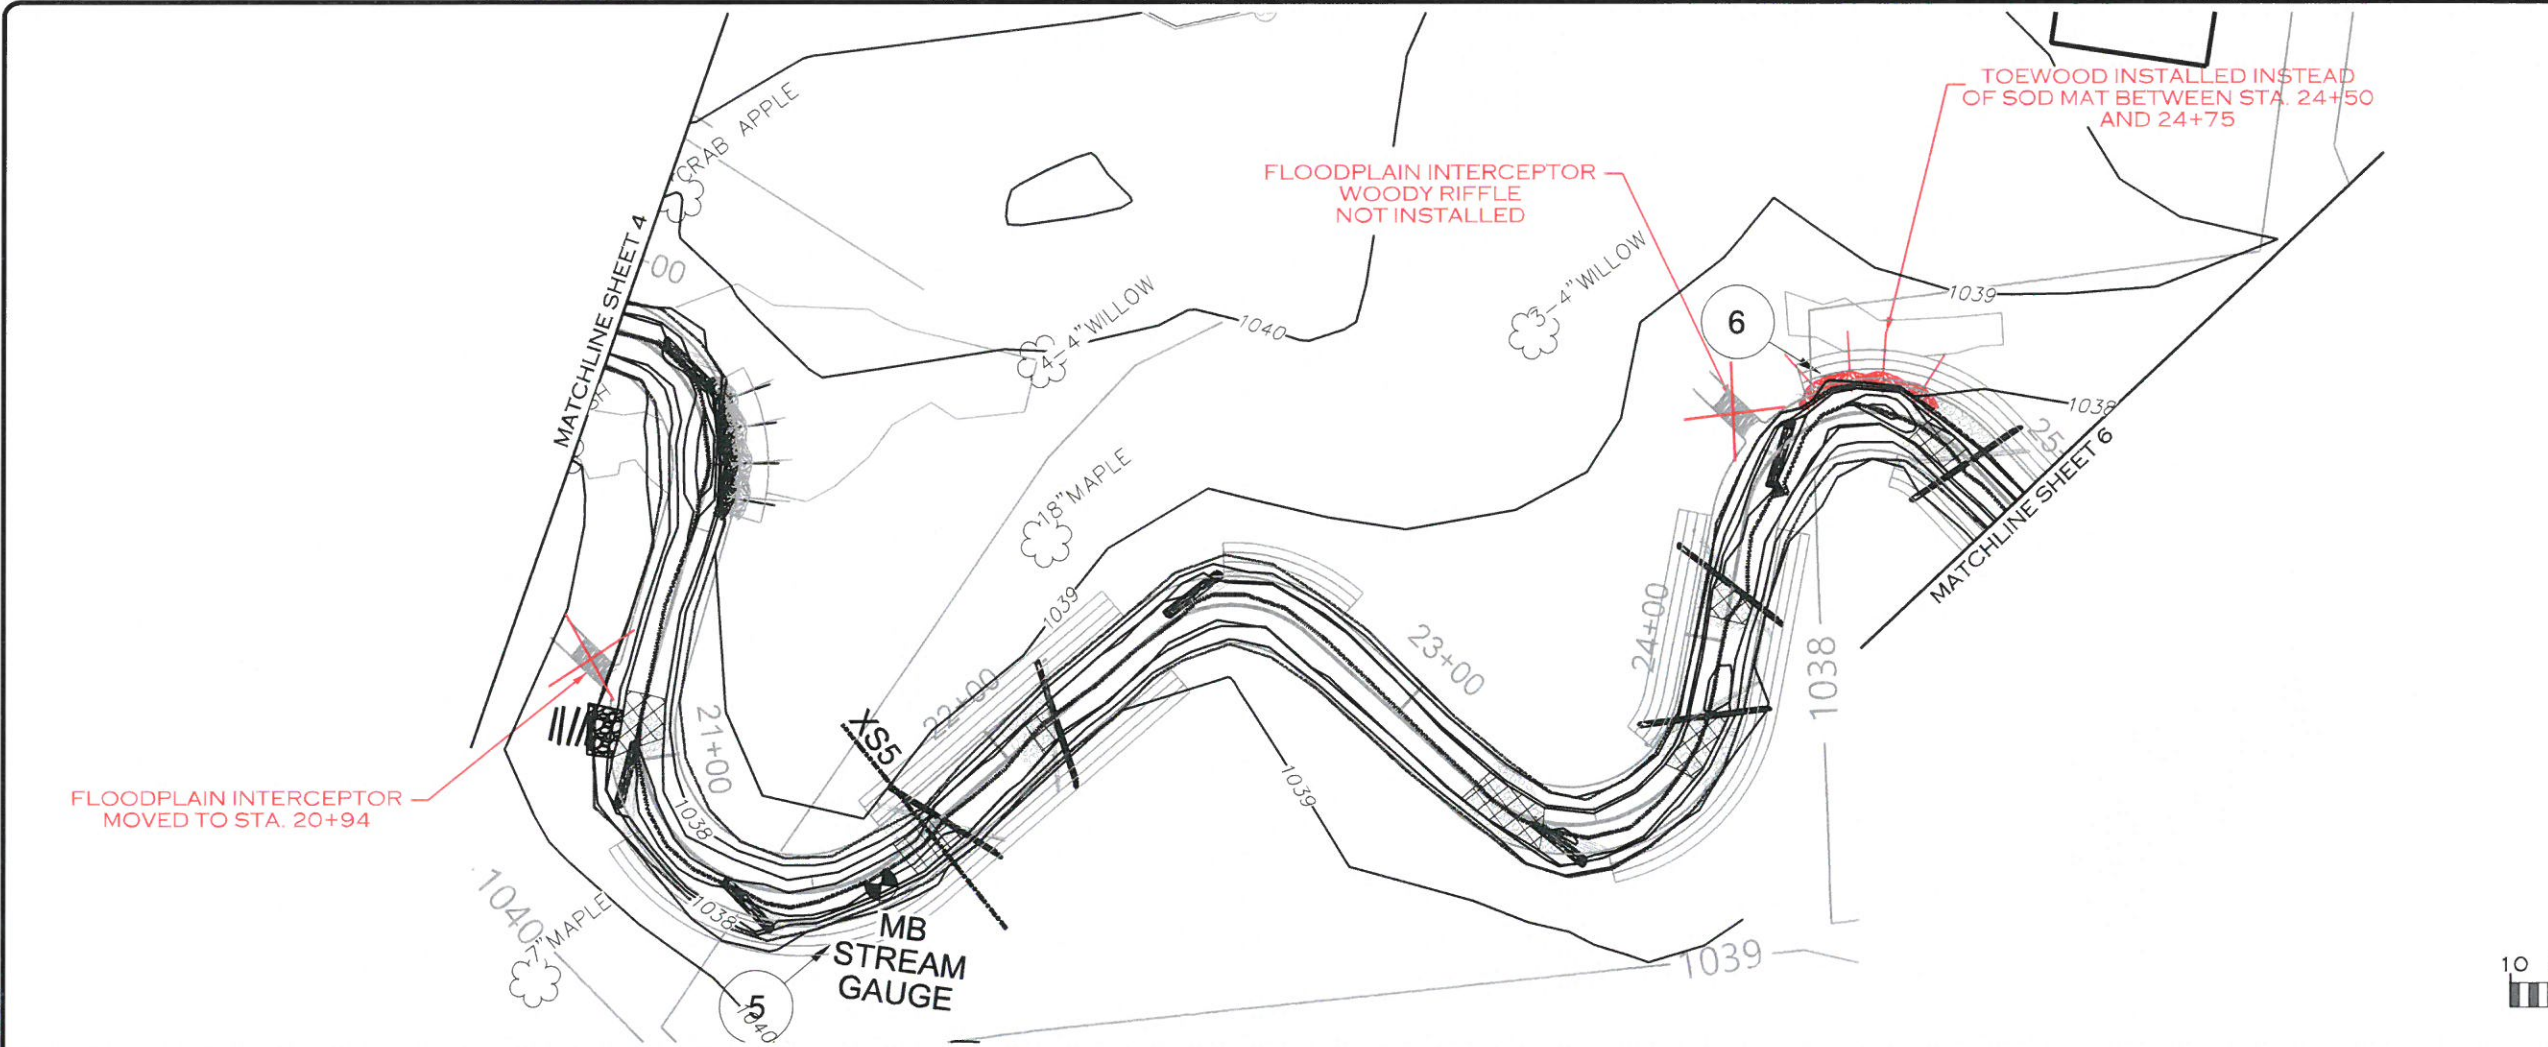 TOEWOOD INSTALLED INSTEAD
OF SOD MAT BETWEEN STA. 24+50
AND 24+75
FLOODPLAIN INTERCEPTOR
WOODY RIFFLE
NOT INSTALLED
CRAB APPLE
MATCHLINE SHEET 4
+00
4-4"WILLOW
1040
3-4"WILLOW
6
1039
1038
25
MATCHLINE SHEET 6
18"MAPLE
1039
22+00
23+00
24+00
1038
21+00
XS5
FLOODPLAIN INTERCEPTOR
MOVED TO STA. 20+94
1038
1039
1038
1040
7"MAPLE
MB
STREAM
GAUGE
5
1040
1039
10